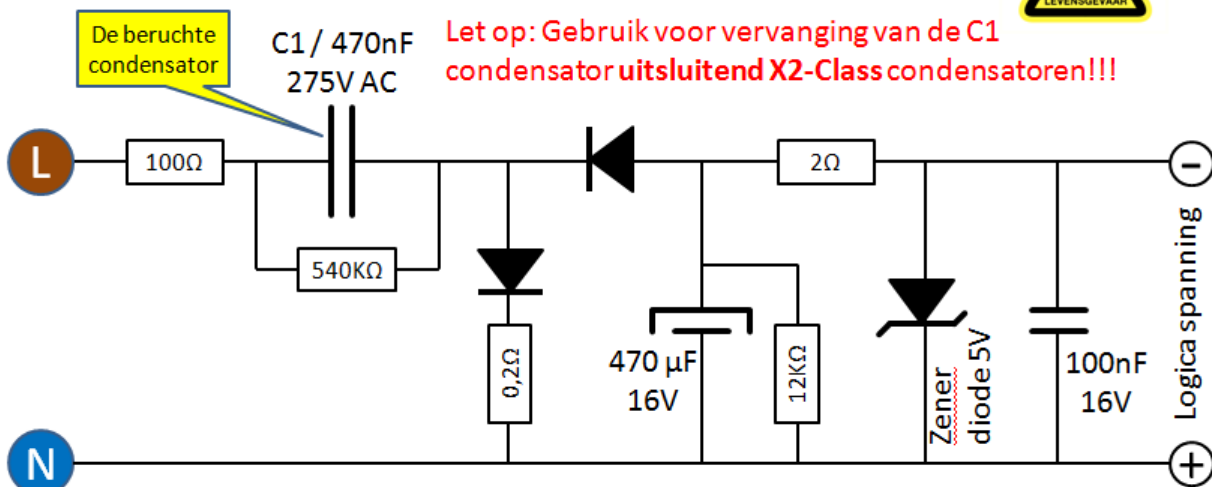 LEVENSGEVAAR
De beruchte
condensator
C1 / 470nF
275V AC
Let op: Gebruik voor vervanging van de C1
condensator uitsluitend X2-Class condensatoren!!!
L
100Ω
2Ω
-
540KΩ
0,2Ω
470 µF
16V
12KΩ
Zener
diode 5V
100nF
16V
Logica spanning
N
+